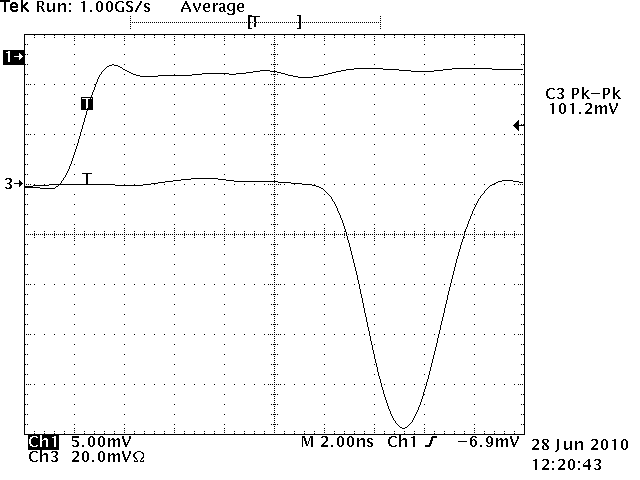 Tek Run: 1.00GS/s Average
[T ]
1→
T
C3 Pk–Pk
101.2mV
3→
T
Ch1 5.00mV M 2.00ns Ch1 –6.9mV
Ch3 20.0mVΩ
28 Jun 2010
12:20:43